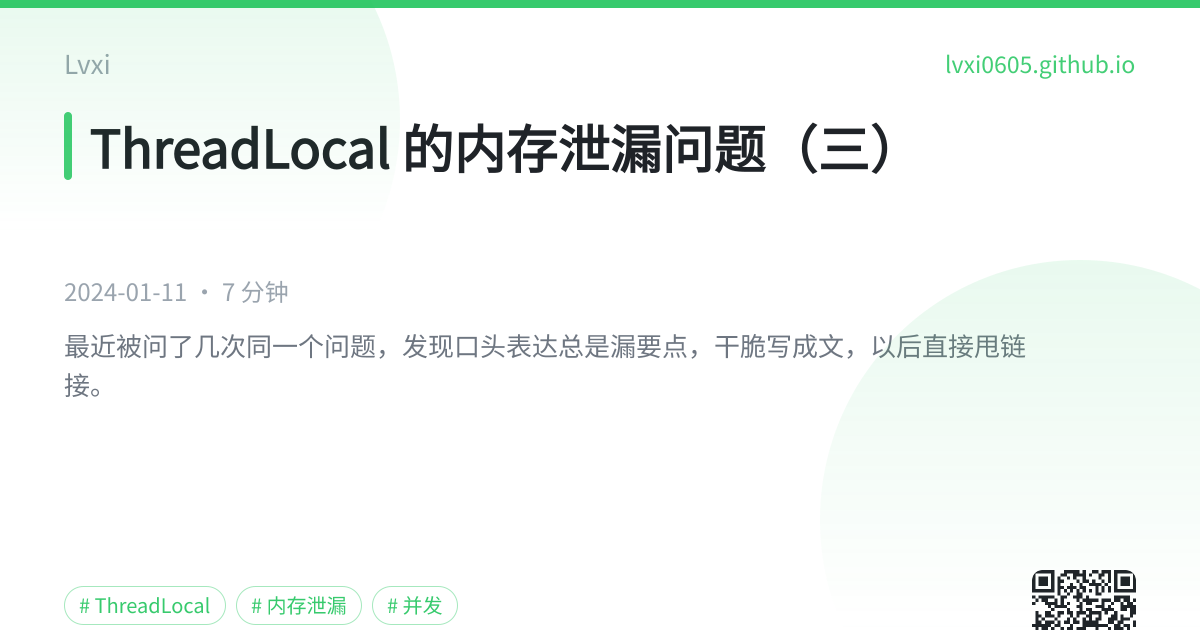 Lvxi
lvxi0605.github.io
ThreadLocal 的内存泄漏问题（三）
2024-01-11 · 7 分钟
最近被问了几次同一个问题，发现口头表达总是漏要点，干脆写成文，以后直接甩链
接。
# ThreadLocal
# 内存泄漏
# 并发